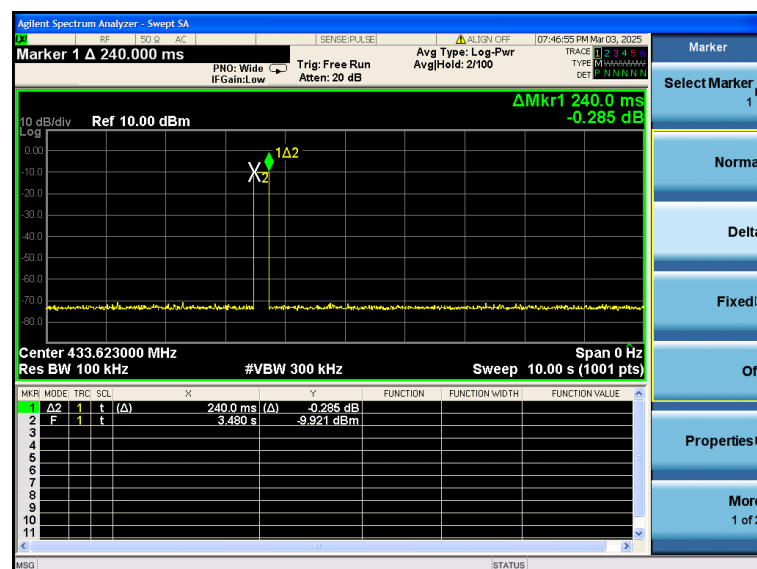 Agilent Spectrum Analyzer - Swept SA
LXI RF 50 Ω AC SENSE:PULSE ALIGN OFF 07:46:55 PM Mar 03, 2025
Marker 1 Δ 240.000 ms
PNO: Wide
IFGain:Low
Trig: Free Run
Atten: 20 dB
Avg Type: Log-Pwr
Avg|Hold: 2/100
TRACE 1 2 3 4 5 6
TYPE M
DET P N N N N N
ΔMkr1 240.0 ms
-0.285 dB
10 dB/div Ref 10.00 dBm
Log
0.00
-10.0
-20.0
-30.0
-40.0
-50.0
-60.0
-70.0
-80.0
1Δ2
2
Center 433.623000 MHz Span 0 Hz
Res BW 100 kHz #VBW 300 kHz Sweep 10.00 s (1001 pts)
MKR MODE TRC SCL X Y FUNCTION FUNCTION WIDTH FUNCTION VALUE
1 Δ2 1 t (Δ) 240.0 ms (Δ) -0.285 dB
2 F 1 t 3.480 s -9.921 dBm
3
4
5
6
7
8
9
10
11
MSG STATUS
Marker
Select Marker
1
Norma
Delta
Fixed
Of
Properties
More
1 of 2